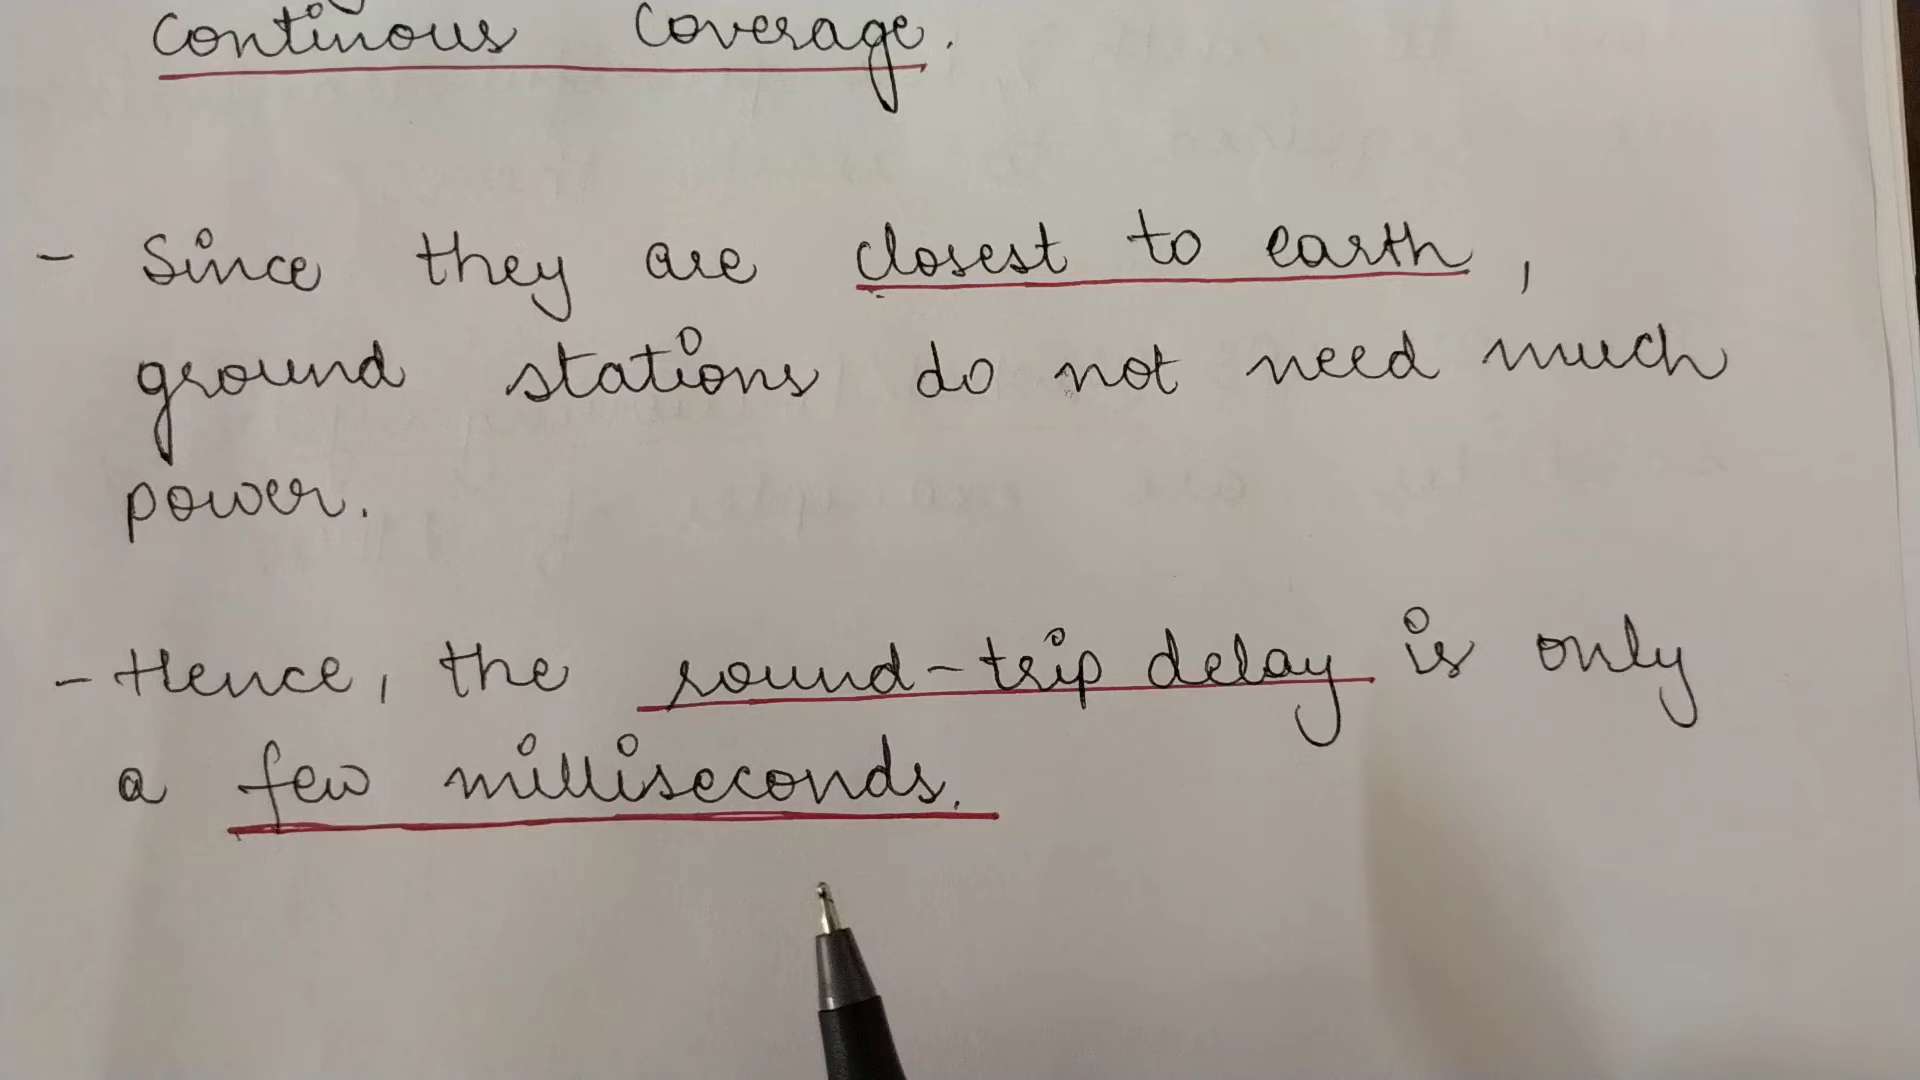 continous coverage.
- Since they are closest to earth,
ground stations do not need much
power.
- Hence, the round-trip delay is only
a few milliseconds.